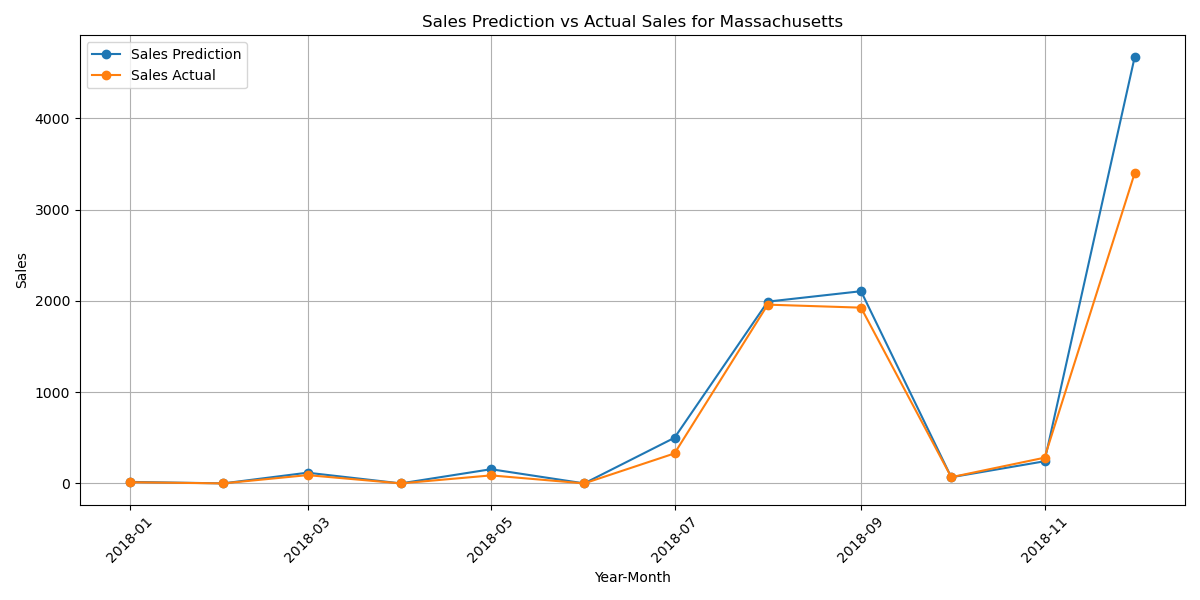 Sales Prediction vs Actual Sales for Massachusetts
Sales Prediction
Sales Actual
4000
3000
2000
1000
0
Sales
2018-01
2018-03
2018-05
2018-07
2018-09
2018-11
Year-Month